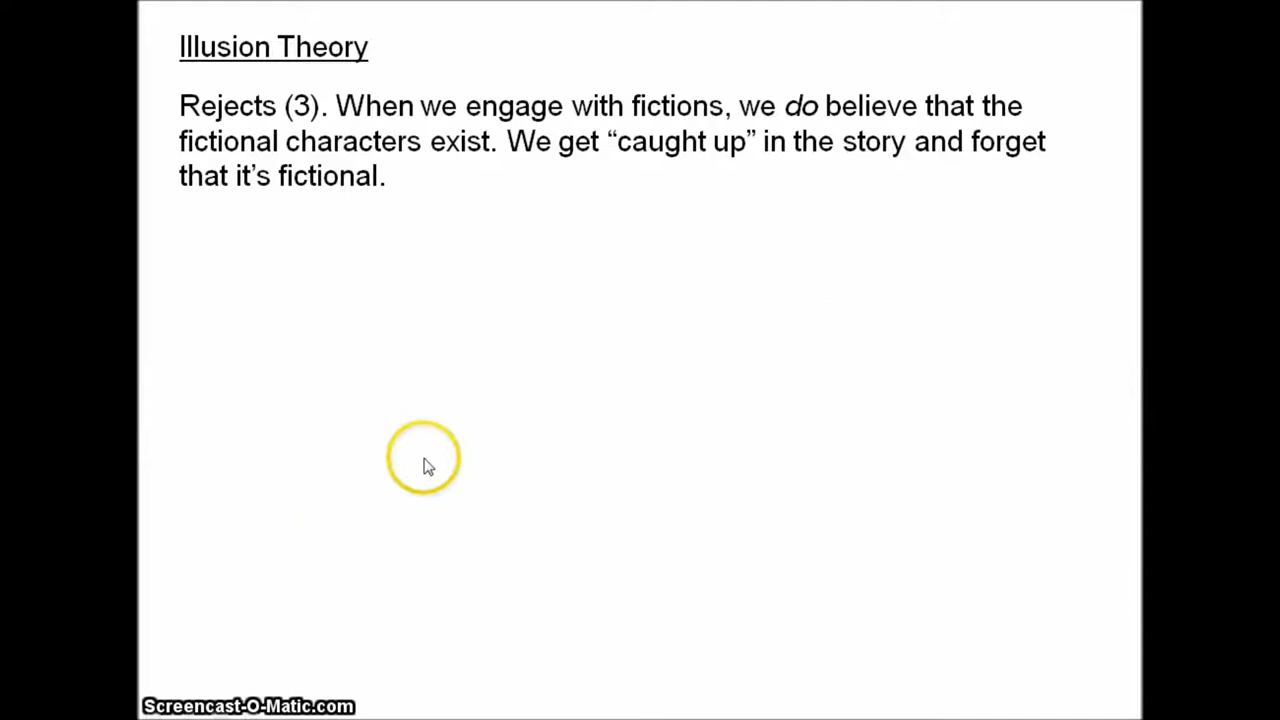 Illusion Theory
Rejects (3). When we engage with fictions, we do believe that the
fictional characters exist. We get “caught up” in the story and forget
that it’s fictional.
Screencast-O-Matic.com